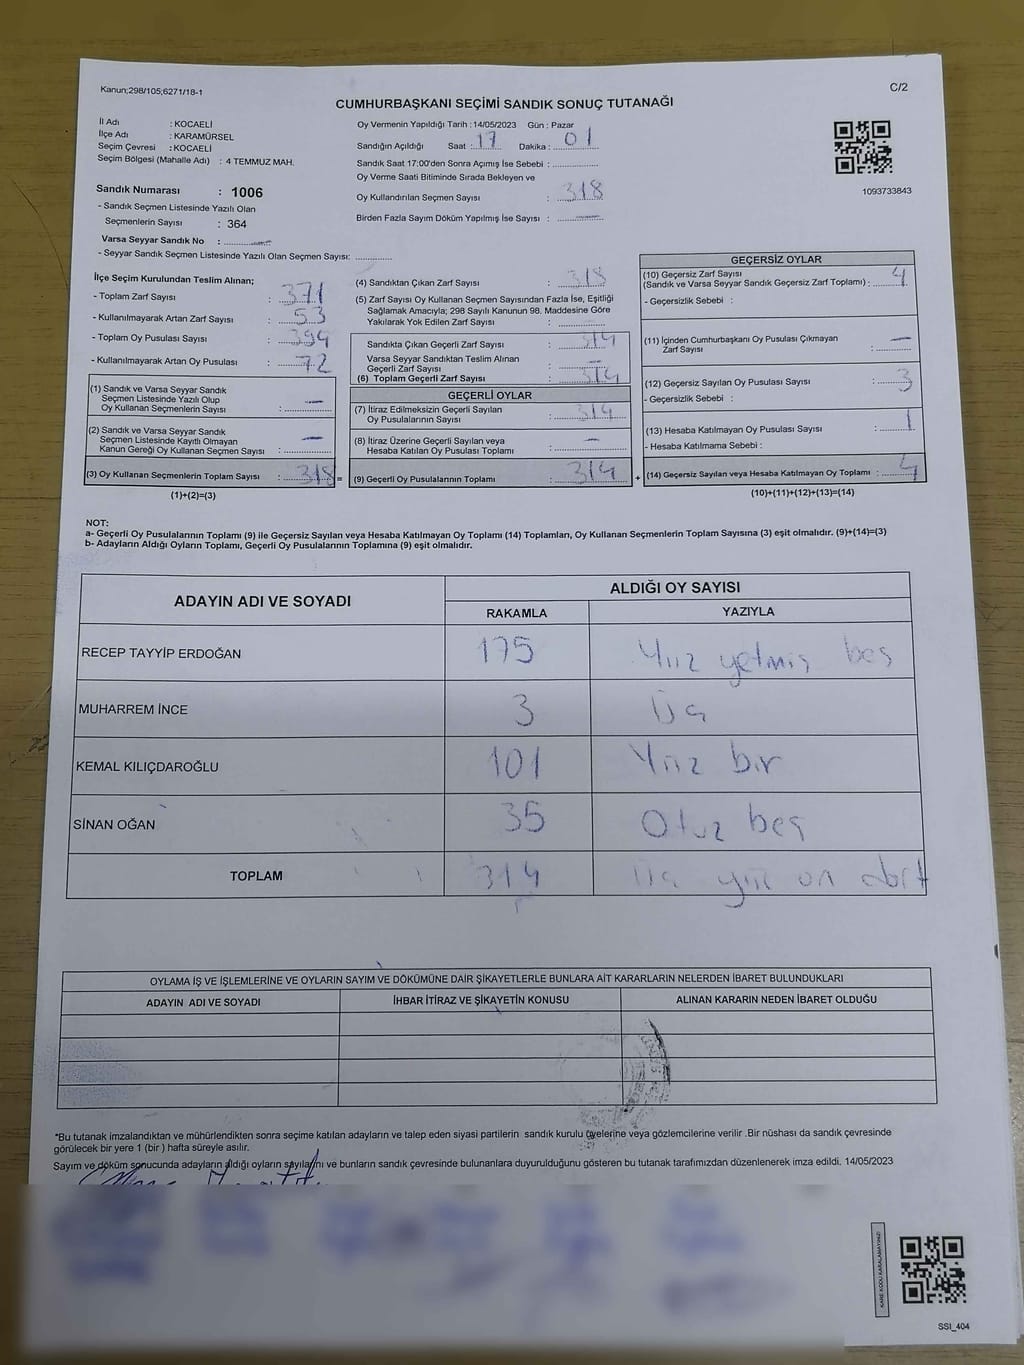 Kanun;298/105,6271/18-1
C/2
CUMHURBAŞKANI SEÇİMİ SANDIK SONUÇ TUTANAĞI
İl Adı : KOCAELİ
İlçe Adı : KARAMÜRSEL
Seçim Çevresi : KOCAELİ
Seçim Bölgesi (Mahalle Adı) : 4 TEMMUZ MAH.
Sandık Numarası : 1006
- Sandık Seçmen Listesinde Yazılı Olan
Seçmenlerin Sayısı : 364
Varsa Seyyar Sandık No : —
- Seyyar Sandık Seçmen Listesinde Yazılı Olan Seçmen Sayısı:
Oy Vermenin Yapıldığı Tarih : 14/05/2023 Gün : Pazar
Sandığın Açıldığı Saat : 17 Dakika : 01
Sandık Saat 17:00'den Sonra Açımış İse Sebebi :
Oy Verme Saati Bitiminde Sırada Bekleyen ve
Oy Kullandırılan Seçmen Sayısı : 318
Birden Fazla Sayım Döküm Yapılmış İse Sayısı : —
1093733843
İlçe Seçim Kurulundan Teslim Alınan;
- Toplam Zarf Sayısı : 371
- Kullanılmayarak Artan Zarf Sayısı : 53
- Toplam Oy Pusulası Sayısı : 394
- Kullanılmayarak Artan Oy Pusulası : 72
(1) Sandık ve Varsa Seyyar Sandık
Seçmen Listesinde Yazılı Olup
Oy Kullanan Seçmenlerin Sayısı : —
(2) Sandık ve Varsa Seyyar Sandık
Seçmen Listesinde Kayıtlı Olmayan
Kanun Gereği Oy Kullanan Seçmen Sayısı : —
(3) Oy Kullanan Seçmenlerin Toplam Sayısı : 318 =
(1)+(2)=(3)
(4) Sandıktan Çıkan Zarf Sayısı : 318
(5) Zarf Sayısı Oy Kullanan Seçmen Sayısından Fazla İse, Eşitliği
Sağlamak Amacıyla; 298 Sayılı Kanunun 98. Maddesine Göre
Yakılarak Yok Edilen Zarf Sayısı :
Sandıkta Çıkan Geçerli Zarf Sayısı : 314
Varsa Seyyar Sandıktan Teslim Alınan
Geçerli Zarf Sayısı : —
(6) Toplam Geçerli Zarf Sayısı : 314
GEÇERLİ OYLAR
(7) İtiraz Edilmeksizin Geçerli Sayılan
Oy Pusulalarının Sayısı : 314
(8) İtiraz Üzerine Geçerli Sayılan veya
Hesaba Katılan Oy Pusulası Toplamı : —
(9) Geçerli Oy Pusulalarının Toplamı : 314 +
GEÇERSİZ OYLAR
(10) Geçersiz Zarf Sayısı
(Sandık ve Varsa Seyyar Sandık Geçersiz Zarf Toplamı) : 4
- Geçersizlik Sebebi :
(11) İçinden Cumhurbaşkanı Oy Pusulası Çıkmayan
Zarf Sayısı : —
(12) Geçersiz Sayılan Oy Pusulası Sayısı : 3
- Geçersizlik Sebebi :
(13) Hesaba Katılmayan Oy Pusulası Sayısı : 1
- Hesaba Katılmama Sebebi :
(14) Geçersiz Sayılan veya Hesaba Katılmayan Oy Toplamı : 4
(10)+(11)+(12)+(13)=(14)
NOT:
a- Geçerli Oy Pusulalarının Toplamı (9) ile Geçersiz Sayılan veya Hesaba Katılmayan Oy Toplamı (14) Toplamları, Oy Kullanan Seçmenlerin Toplam Sayısına (3) eşit olmalıdır. (9)+(14)=(3)
b- Adayların Aldığı Oyların Toplamı, Geçerli Oy Pusulalarının Toplamına (9) eşit olmalıdır.
ADAYIN ADI VE SOYADI
ALDIĞI OY SAYISI
RAKAMLA YAZIYLA
RECEP TAYYİP ERDOĞAN 175 Yüz yetmiş beş
MUHARREM İNCE 3 Üç
KEMAL KILIÇDAROĞLU 101 Yüz bir
SİNAN OĞAN 35 Otuz beş
TOPLAM 314 Üç yüz on dört
OYLAMA İŞ VE İŞLEMLERİNE VE OYLARIN SAYIM VE DÖKÜMÜNE DAİR ŞİKAYETLERLE BUNLARA AİT KARARLARIN NELERDEN İBARET BULUNDUKLARI
ADAYIN ADI VE SOYADI İHBAR İTİRAZ VE ŞİKAYETİN KONUSU ALINAN KARARIN NEDEN İBARET OLDUĞU
*Bu tutanak imzalandıktan ve mühürlendikten sonra seçime katılan adayların ve talep eden siyasi partilerin sandık kurulu üyelerine veya gözlemcilerine verilir .Bir nüshası da sandık çevresinde
görülecek bir yere 1 (bir ) hafta süreyle asılır.
Sayım ve döküm sonucunda adayların aldığı oyların sayılarını ve bunların sandık çevresinde bulunanlara duyurulduğunu gösteren bu tutanak tarafımızdan düzenlenerek imza edildi. 14/05/2023
KARE KODU KARALAMAYINIZ!
SSI_404